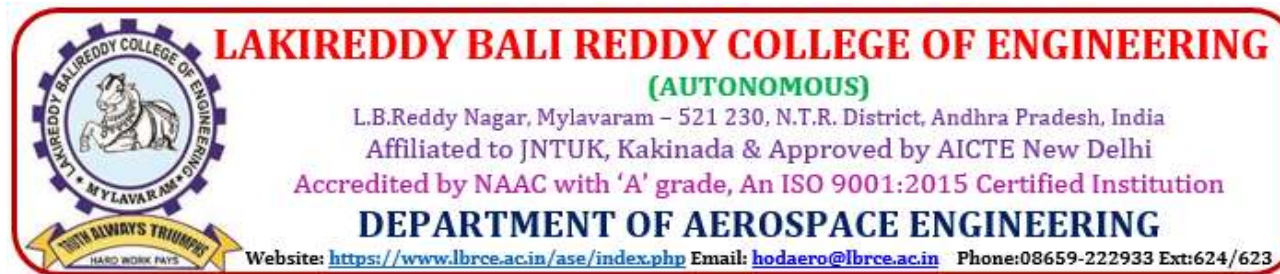 LAKIREDDY BALIREDDY COLLEGE OF ENGINEERING
* MYLAVARAM *
TRUTH ALWAYS TRIUMPHS
HARD WORK PAYS
LAKIREDDY BALI REDDY COLLEGE OF ENGINEERING
(AUTONOMOUS)
L.B.Reddy Nagar, Mylavaram – 521 230, N.T.R. District, Andhra Pradesh, India
Affiliated to JNTUK, Kakinada & Approved by AICTE New Delhi
Accredited by NAAC with ‘A’ grade, An ISO 9001:2015 Certified Institution
DEPARTMENT OF AEROSPACE ENGINEERING
Website: https://www.lbrce.ac.in/ase/index.php Email: hodaero@lbrce.ac.in Phone:08659-222933 Ext:624/623